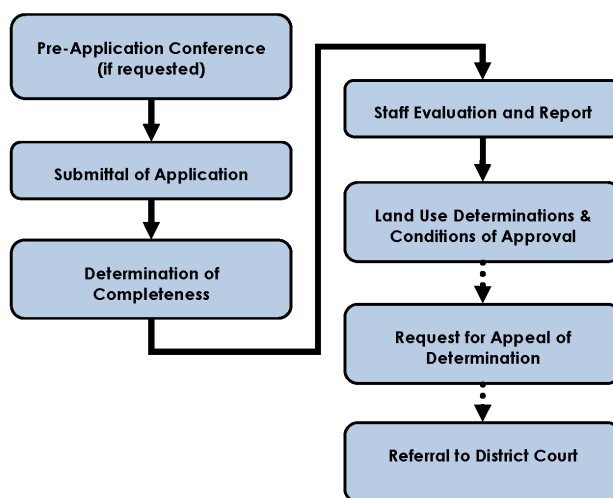 Pre-Application Conference
(if requested)
Submittal of Application
Determination of
Completeness
Staff Evaluation and Report
Land Use Determinations &
Conditions of Approval
Request for Appeal of
Determination
Referral to District Court